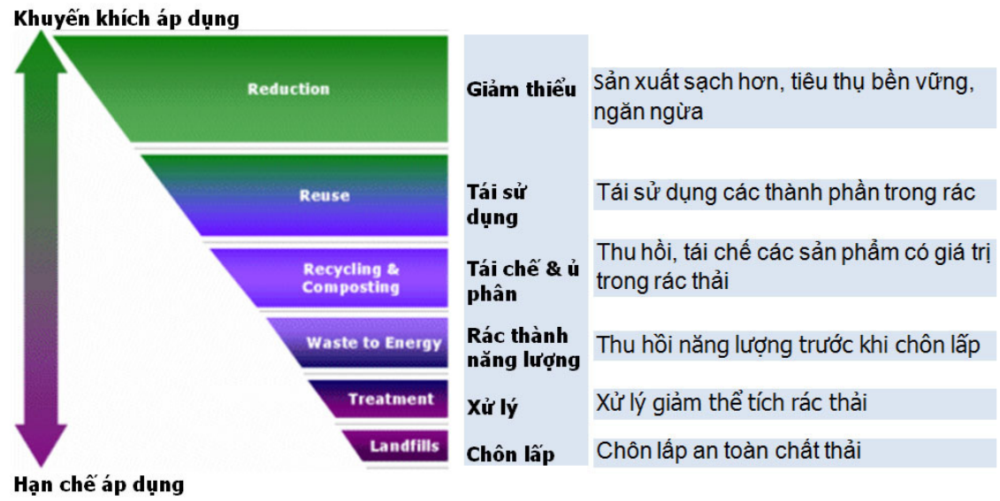 Khuyến khích áp dụng
Reduction
Giảm thiểu
Sản xuất sạch hơn, tiêu thụ bền vững,
ngăn ngừa
Reuse
Tái sử
dụng
Tái sử dụng các thành phần trong rác
Recycling &
Composting
Tái chế & ủ
phân
Thu hồi, tái chế các sản phẩm có giá trị
trong rác thải
Waste to Energy
Rác thành
năng lượng
Thu hồi năng lượng trước khi chôn lấp
Treatment
Xử lý
Xử lý giảm thể tích rác thải
Landfills
Chôn lấp
Chôn lấp an toàn chất thải
Hạn chế áp dụng